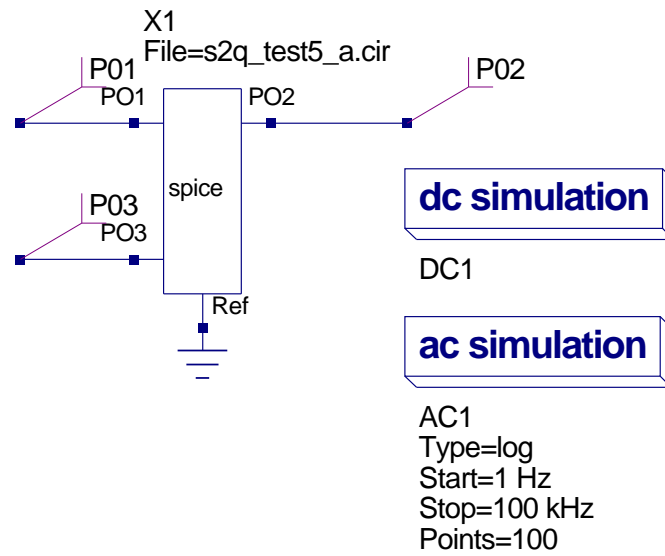 X1
File=s2q_test5_a.cir
P01
PO1
PO2
P02
spice
P03
PO3
Ref
dc simulation
DC1
ac simulation
AC1
Type=log
Start=1 Hz
Stop=100 kHz
Points=100